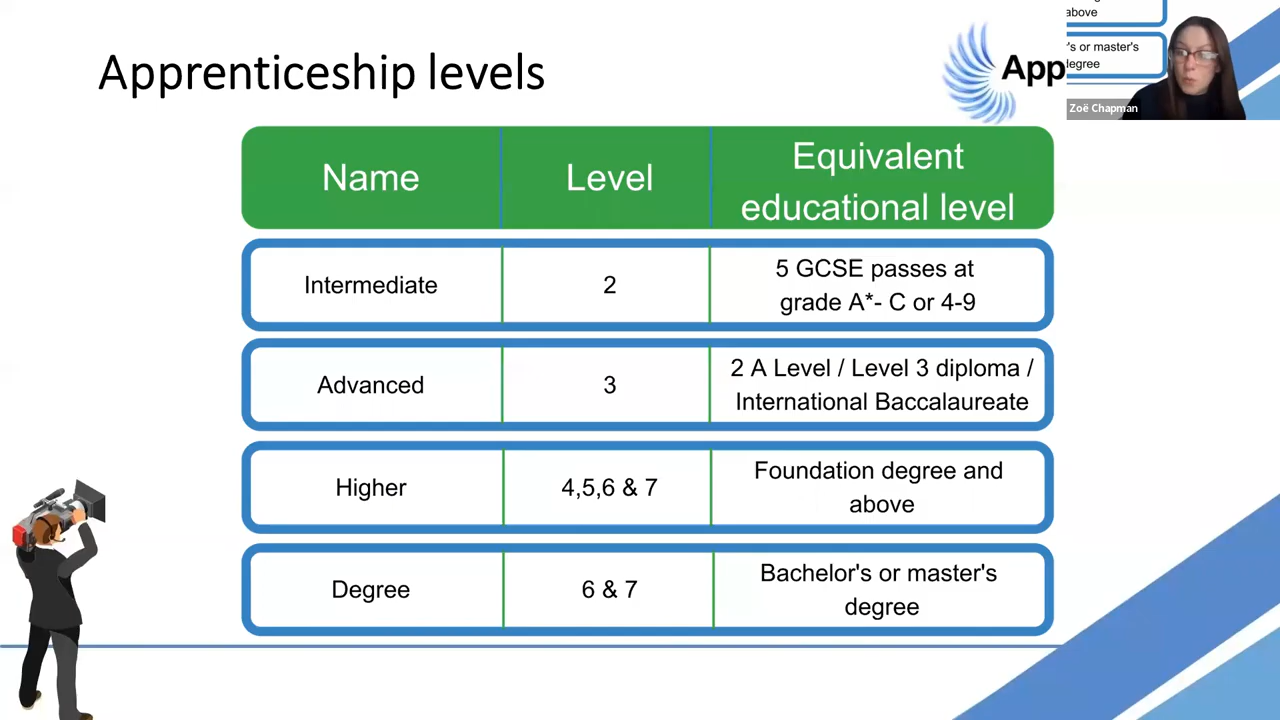 Apprenticeship levels
App
above
's or master's
degree
Zoë Chapman
Name
Level
Equivalent
educational level
Intermediate
2
5 GCSE passes at
grade A*- C or 4-9
Advanced
3
2 A Level / Level 3 diploma /
International Baccalaureate
Higher
4,5,6 & 7
Foundation degree and
above
Degree
6 & 7
Bachelor's or master's
degree